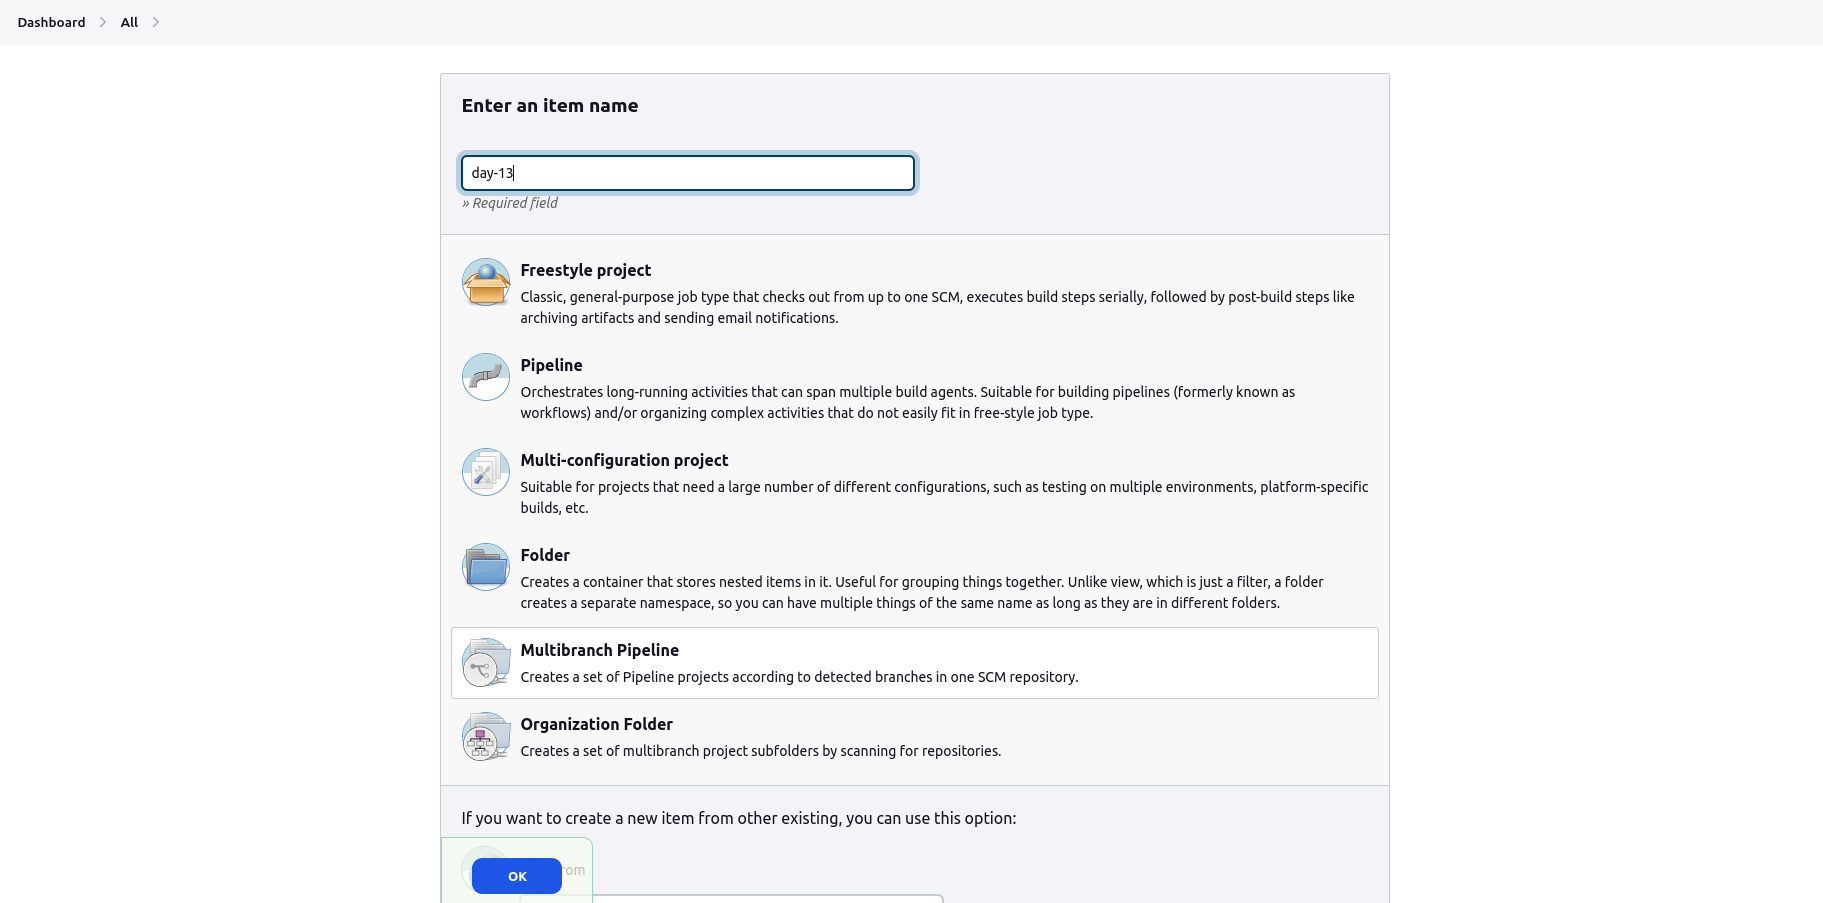 Dashboard All
Enter an item name
day-13
» Required field
Freestyle project
Classic, general-purpose job type that checks out from up to one SCM, executes build steps serially, followed by post-build steps like
archiving artifacts and sending email notifications.
Pipeline
Orchestrates long-running activities that can span multiple build agents. Suitable for building pipelines (formerly known as
workflows) and/or organizing complex activities that do not easily fit in free-style job type.
Multi-configuration project
Suitable for projects that need a large number of different configurations, such as testing on multiple environments, platform-specific
builds, etc.
Folder
Creates a container that stores nested items in it. Useful for grouping things together. Unlike view, which is just a filter, a folder
creates a separate namespace, so you can have multiple things of the same name as long as they are in different folders.
Multibranch Pipeline
Creates a set of Pipeline projects according to detected branches in one SCM repository.
Organization Folder
Creates a set of multibranch project subfolders by scanning for repositories.
If you want to create a new item from other existing, you can use this option:
OK